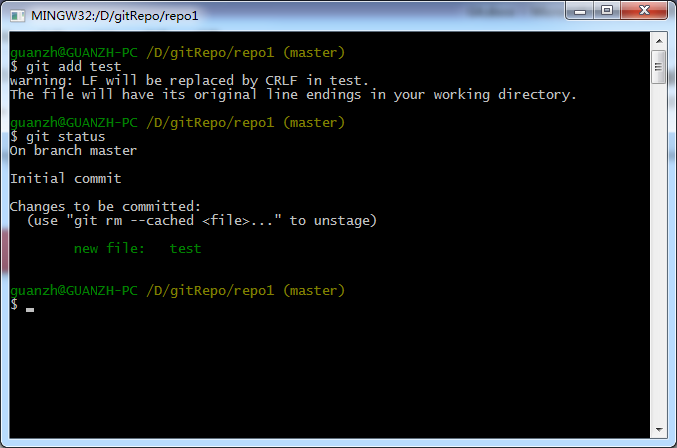 MINGW32:/D/gitRepo/repo1
guanzh@GUANZH-PC /D/gitRepo/repo1 (master)
$ git add test
warning: LF will be replaced by CRLF in test.
The file will have its original line endings in your working directory.
guanzh@GUANZH-PC /D/gitRepo/repo1 (master)
$ git status
On branch master
Initial commit
Changes to be committed:
  (use "git rm --cached <file>..." to unstage)
        new file:   test
guanzh@GUANZH-PC /D/gitRepo/repo1 (master)
$